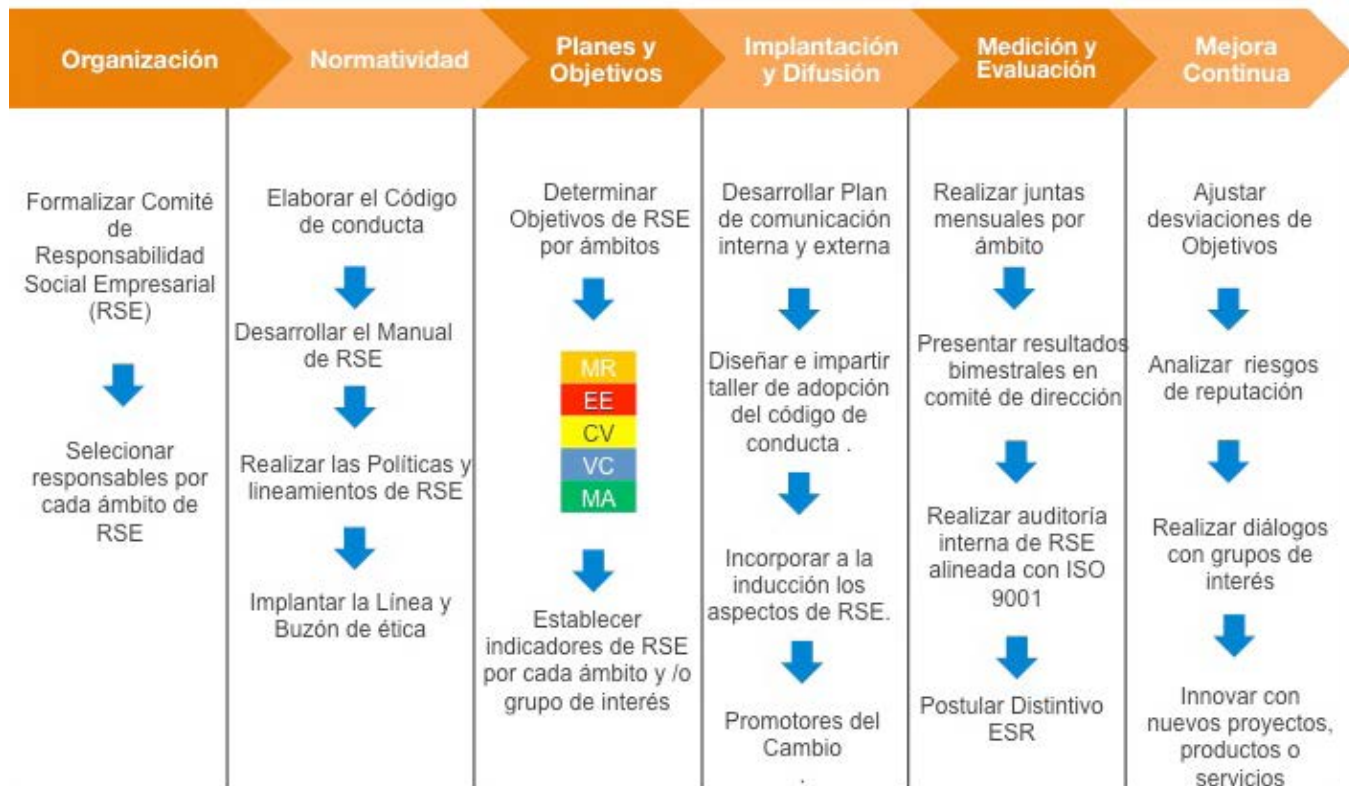 Organización
Normatividad
Planes y
Objetivos
Implantación
y Difusión
Medición y
Evaluación
Mejora
Continua
Formalizar Comité
de
Responsabilidad
Social Empresarial
(RSE)
Selecionar
responsables por
cada ámbito de
RSE
Elaborar el Código
de conducta
Desarrollar el Manual
de RSE
Realizar las Políticas y
lineamientos de RSE
Implantar la Línea y
Buzón de ética
Determinar
Objetivos de RSE
por ámbitos
MR
EE
CV
VC
MA
Establecer
indicadores de RSE
por cada ámbito y /o
grupo de interés
Desarrollar Plan
de comunicación
interna y externa
Diseñar e impartir
taller de adopción
del código de
conducta .
Incorporar a la
inducción los
aspectos de RSE.
Promotores del
Cambio
.
Realizar juntas
mensuales por
ámbito
Presentar resultados
bimestrales en
comité de dirección
Realizar auditoría
interna de RSE
alineada con ISO
9001
Postular Distintivo
ESR
Ajustar
desviaciones de
Objetivos
Analizar riesgos
de reputación
Realizar diálogos
con grupos de
interés
Innovar con
nuevos proyectos,
productos o
servicios